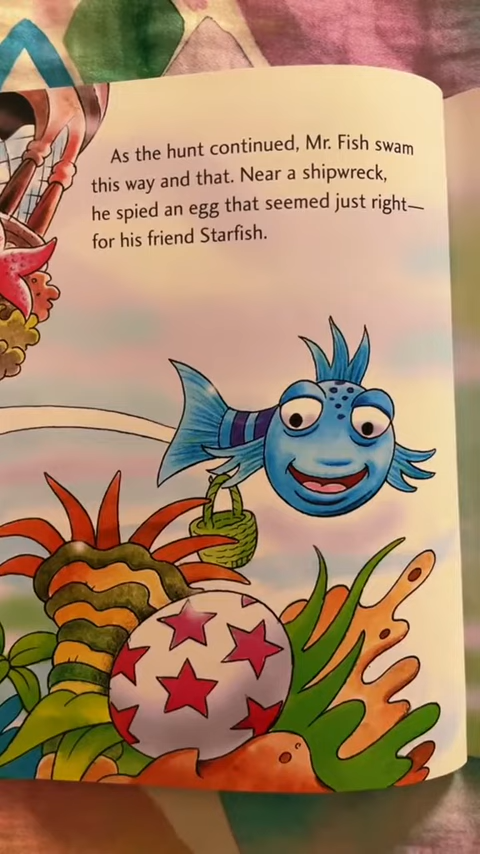 As the hunt continued, Mr. Fish swam
this way and that. Near a shipwreck,
he spied an egg that seemed just right—
for his friend Starfish.